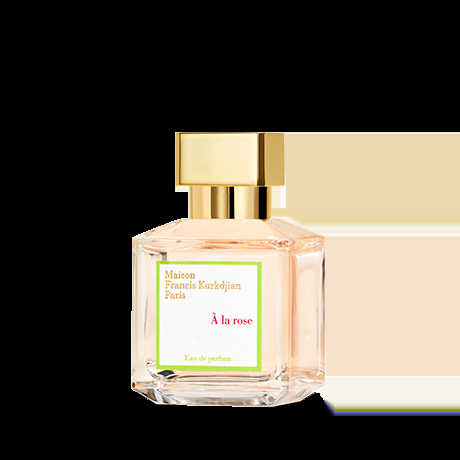 Maison
Francis Kurkdjian
Paris
À la rose
Eau de parfum